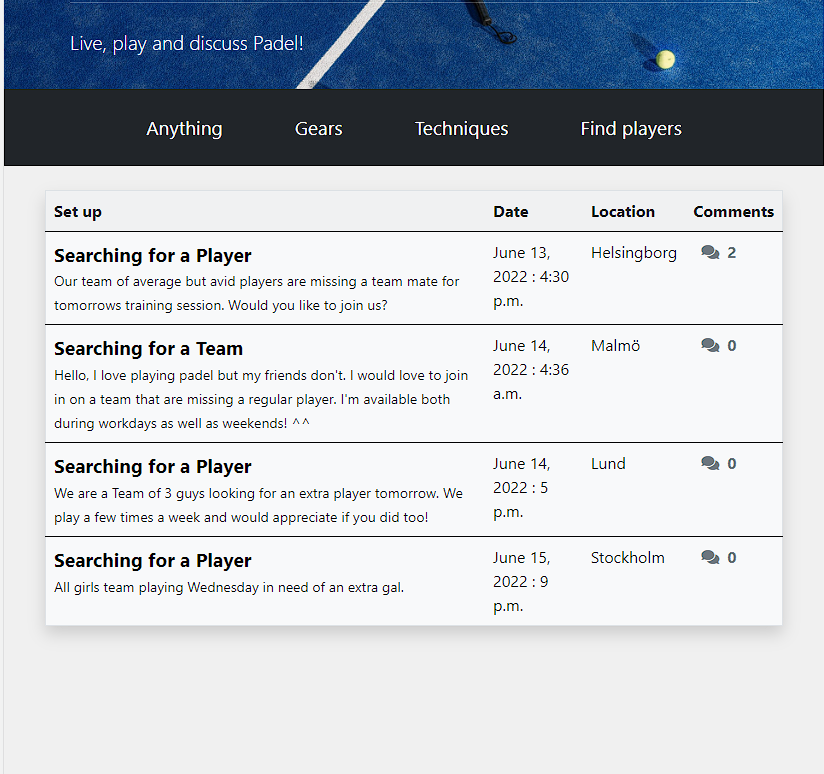 Live, play and discuss Padel!
Anything Gears Techniques Find players
Set up Date Location Comments
Searching for a Player
Our team of average but avid players are missing a team mate for
tomorrows training session. Would you like to join us?
June 13,
2022 : 4:30
p.m.
Helsingborg
2
Searching for a Team
Hello, I love playing padel but my friends don't. I would love to join
in on a team that are missing a regular player. I'm available both
during workdays as well as weekends! ^^
June 14,
2022 : 4:36
a.m.
Malmö
0
Searching for a Player
We are a Team of 3 guys looking for an extra player tomorrow. We
play a few times a week and would appreciate if you did too!
June 14,
2022 : 5
p.m.
Lund
0
Searching for a Player
All girls team playing Wednesday in need of an extra gal.
June 15,
2022 : 9
p.m.
Stockholm
0